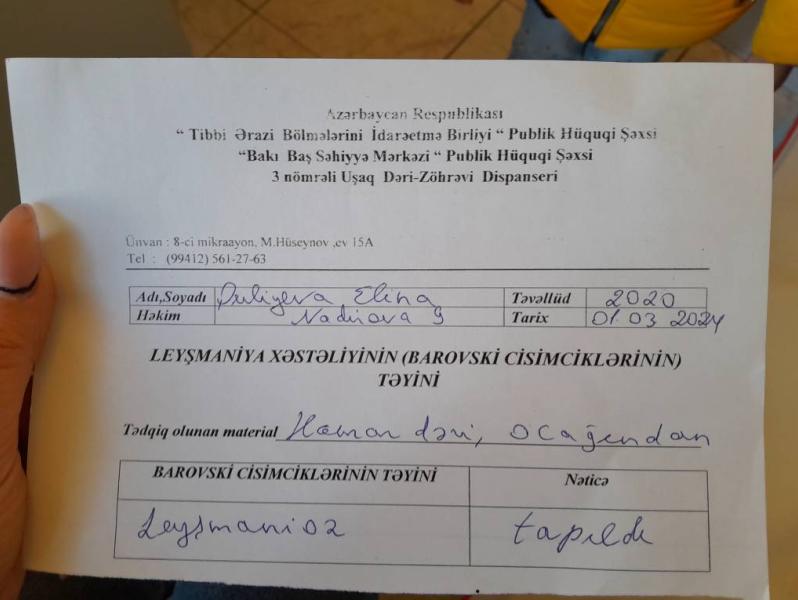 Azərbaycan Respublikası
“ Tibbi Ərazi Bölmələrini İdarəetmə Birliyi “ Publik Hüquqi Şəxsi
“Bakı Baş Səhiyyə Mərkəzi “ Publik Hüquqi Şəxsi
3 nömrəli Uşaq Dəri-Zöhrəvi Dispanseri
Ünvan : 8-ci mikraayon, M.Hüseynov ,ev 15A
Tel : (99412) 561-27-63
Adı,Soyadı Quliyeva Elina Təvəllüd 2020
Həkim Nadirova Tarix 01.03 2024
LEYŞMANİYA XƏSTƏLİYİNİN (BAROVSKİ CİSİMCİKLƏRİNİN)
TƏYİNİ
Tədqiq olunan material Hamar dəri, ocağından
BAROVSKİ CİSİMCİKLƏRİNİN TƏYİNİ Nəticə
Leyşmanioz tapıldı